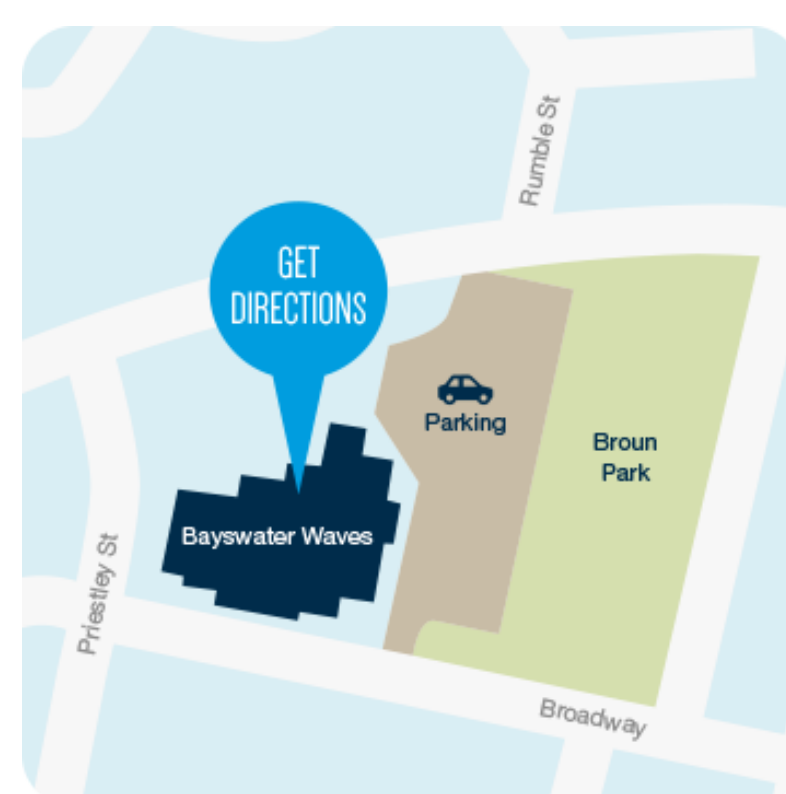 Rumble St
GET
DIRECTIONS
Parking
Broun
Park
Bayswater Waves
Priestley St
Broadway